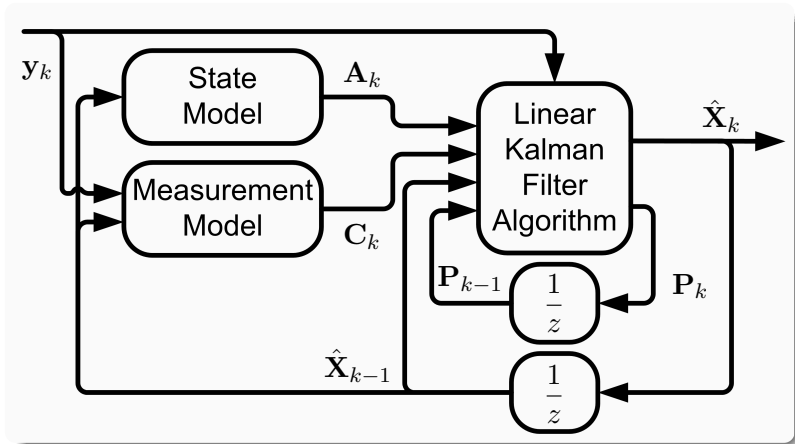 y_k
State
Model
A_k
Linear
Kalman
Filter
Algorithm
X̂_k
Measurement
Model
C_k
P_{k−1}
1
z
P_k
X̂_{k−1}
1
z